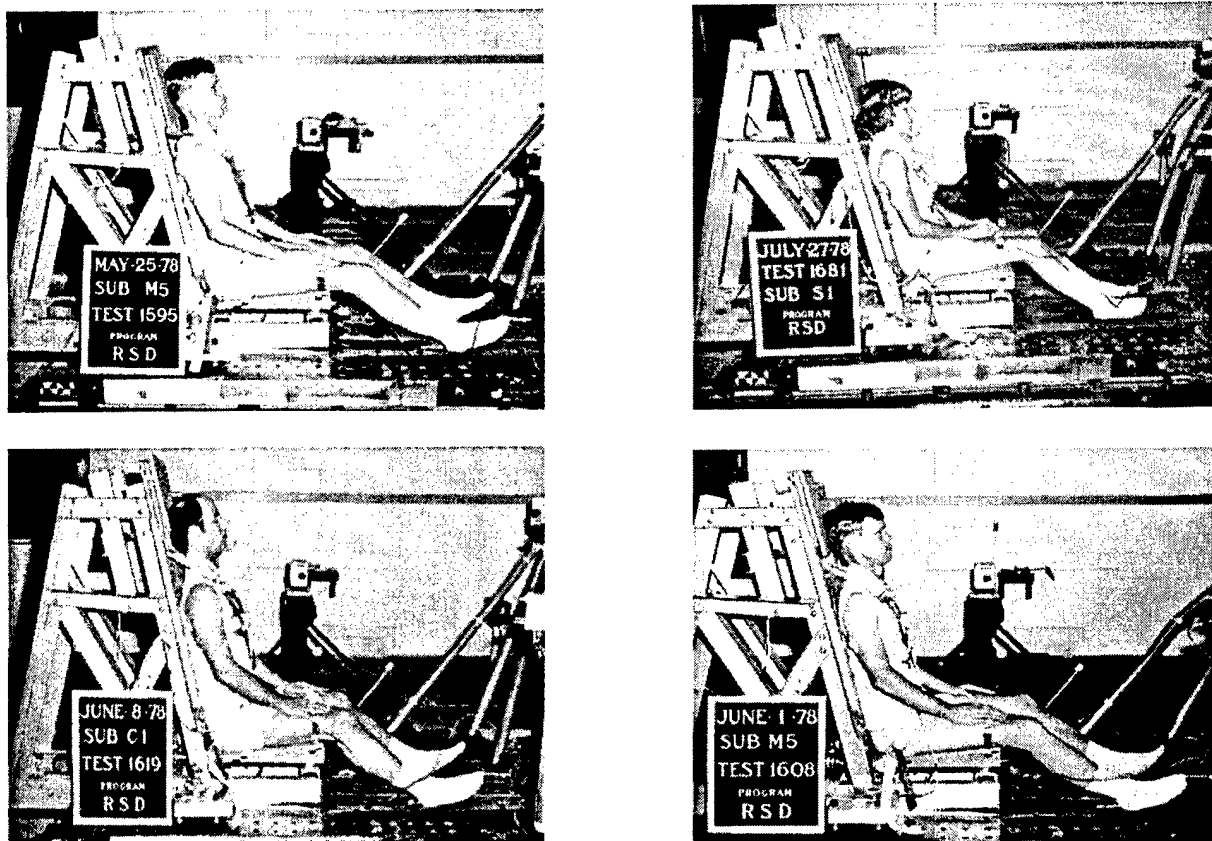 MAY·25·78
SUB M5
TEST 1595
PROGRAM
RSD
JULY·27·78
TEST 1681
SUB S1
PROGRAM
RSD
JUNE·8·78
SUB C1
TEST 1619
PROGRAM
RSD
JUNE·1·78
SUB M5
TEST 1608
PROGRAM
RSD